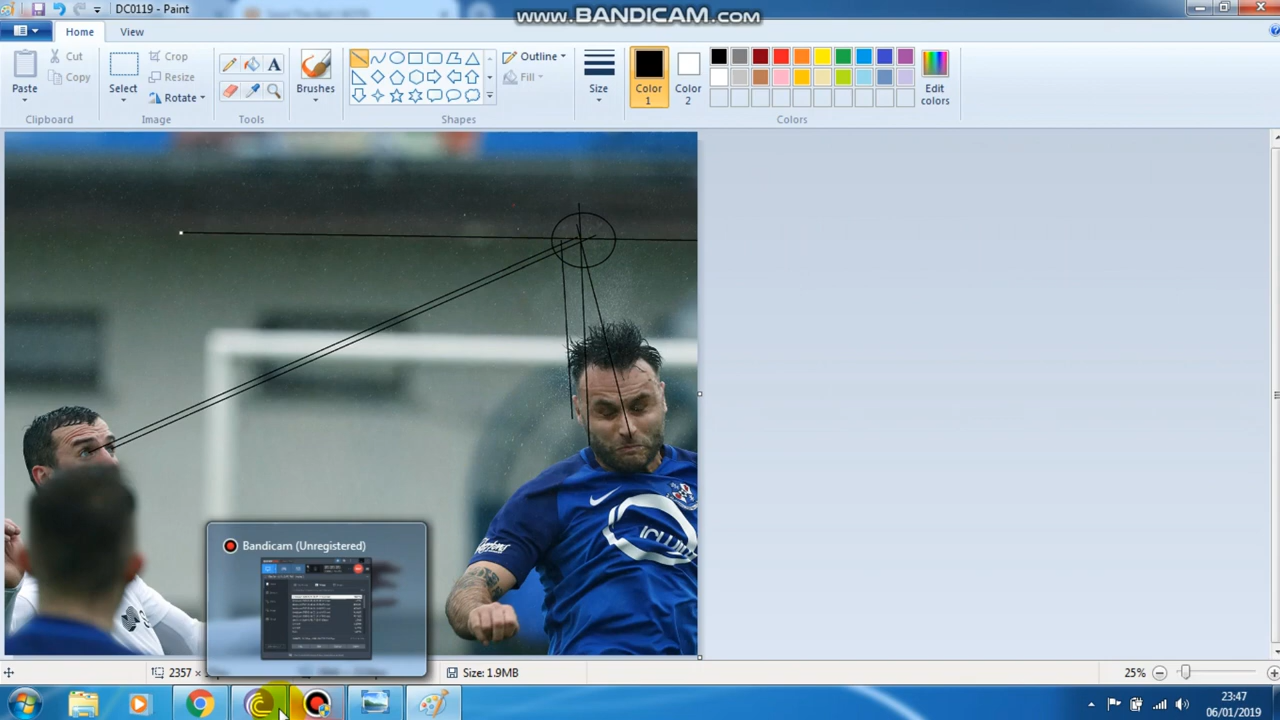 DC0119 - Paint
www.BANDICAM.com
Home
View
Paste
Cut
Copy
Clipboard
Select
Crop
Resize
Rotate
Image
Tools
Brushes
Shapes
Outline
Fill
Size
Color
1
Color
2
Edit
colors
Colors
Bandicam (Unregistered)
2357 ×
Size: 1.9MB
25%
23:47
06/01/2019